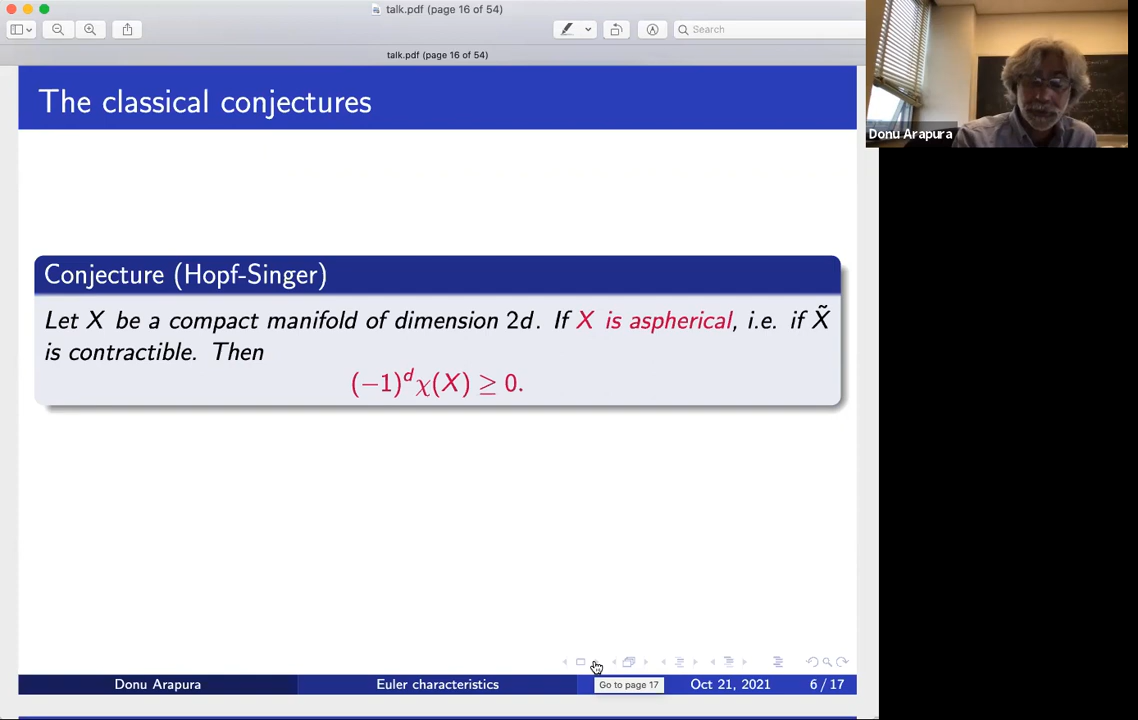 talk.pdf (page 16 of 54)
Search
talk.pdf (page 16 of 54)
The classical conjectures
Donu Arapura
Conjecture (Hopf-Singer)
Let X be a compact manifold of dimension 2d. If X is aspherical, i.e. if X̃
is contractible. Then
(−1)^d χ(X) ≥ 0.
Go to page 17
Donu Arapura
Euler characteristics
Oct 21, 2021
6 / 17